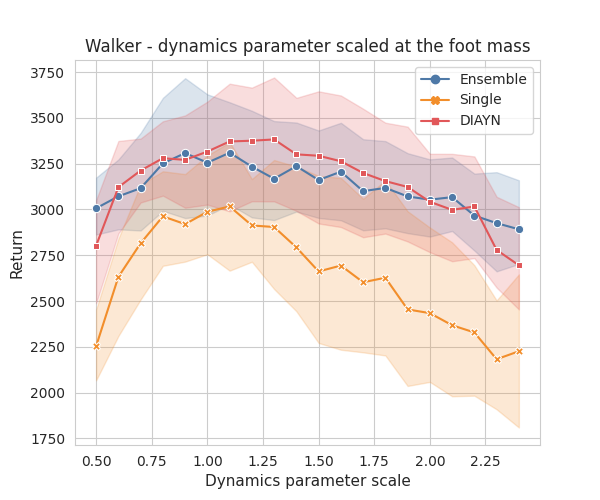 Walker - dynamics parameter scaled at the foot mass
3750
3500
3250
3000
2750
2500
2250
2000
1750
Return
Ensemble
Single
DIAYN
0.50 0.75 1.00 1.25 1.50 1.75 2.00 2.25
Dynamics parameter scale